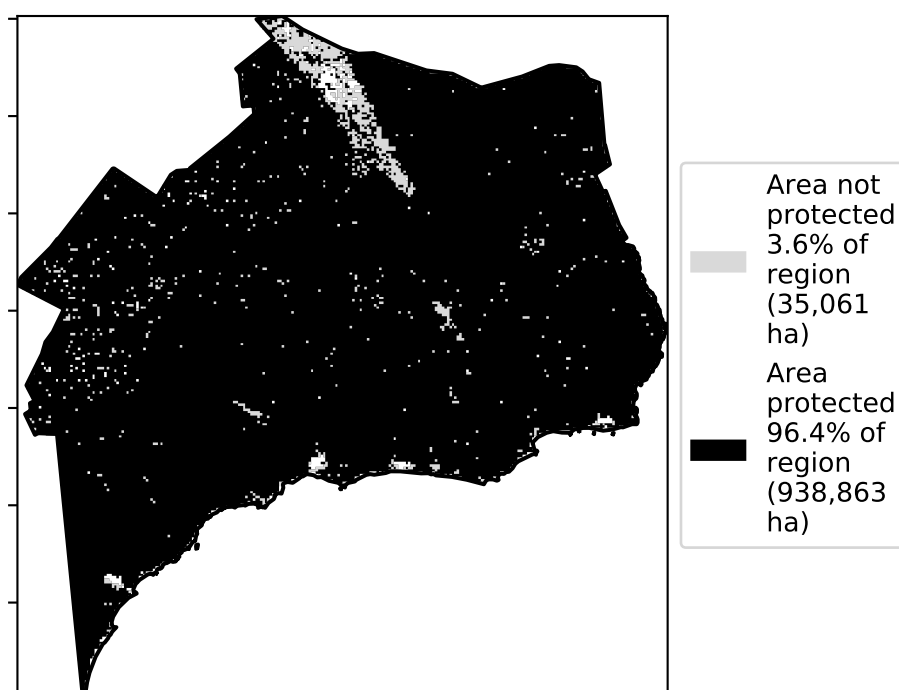 Area not
protected
3.6% of
region
(35,061
ha)
Area
protected
96.4% of
region
(938,863
ha)